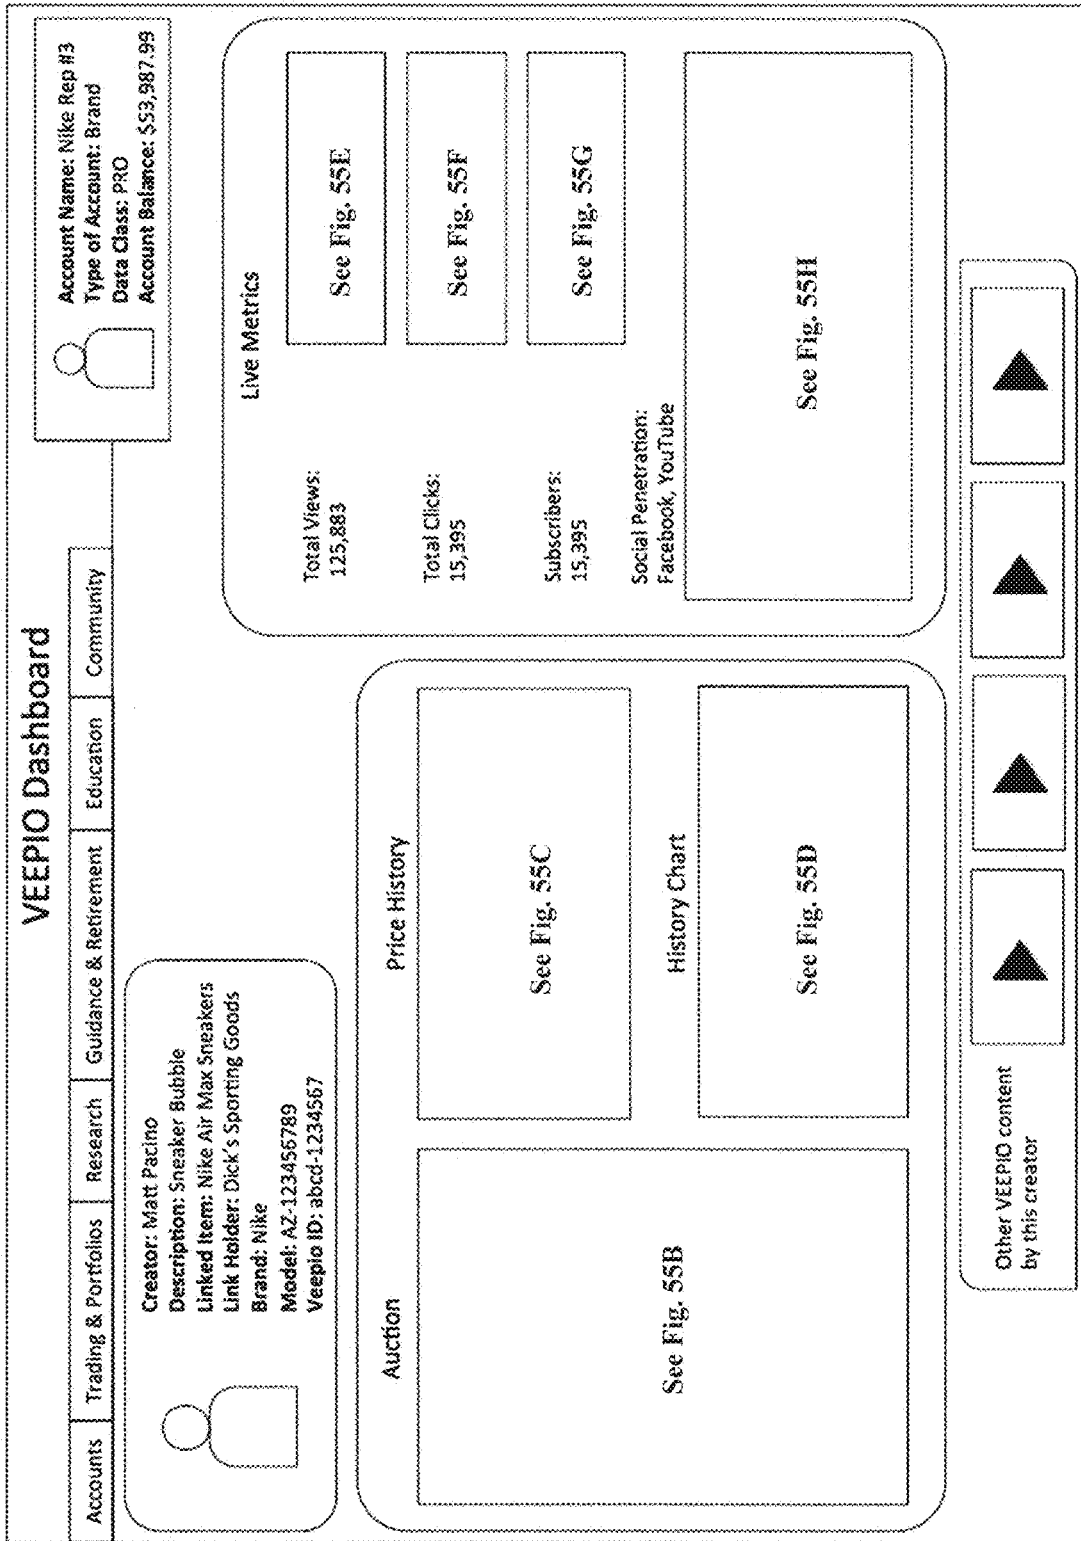 VEEPIO Dashboard
Accounts
Trading & Portfolios
Research
Guidance & Retirement
Education
Community
Account Name: Nike Rep #3
Type of Account: Brand
Data Class: PRO
Account Balance: $53,987.99
Creator: Matt Pacino
Description: Sneaker Bubble
Linked Item: Nike Air Max Sneakers
Link Holder: Dick's Sporting Goods
Brand: Nike
Model: AZ-123456789
Veepio ID: abcd-1234567
Auction
See Fig. 55B
Price History
See Fig. 55C
History Chart
See Fig. 55D
Live Metrics
Total Views:
125,883
See Fig. 55E
Total Clicks:
15,395
See Fig. 55F
Subscribers:
15,395
See Fig. 55G
Social Penetration:
Facebook, YouTube
See Fig. 55H
Other VEEPIO content
by this creator